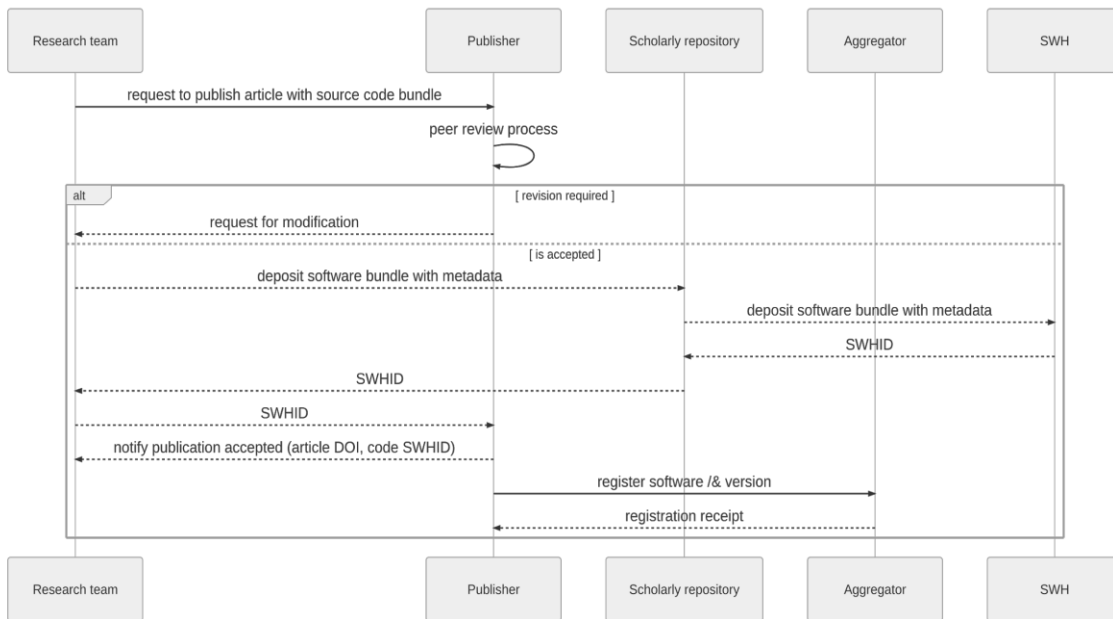 Research team
Publisher
Scholarly repository
Aggregator
SWH
request to publish article with source code bundle
peer review process
alt
[ revision required ]
request for modification
[ is accepted ]
deposit software bundle with metadata
deposit software bundle with metadata
SWHID
SWHID
SWHID
notify publication accepted (article DOI, code SWHID)
register software /& version
registration receipt
Research team
Publisher
Scholarly repository
Aggregator
SWH